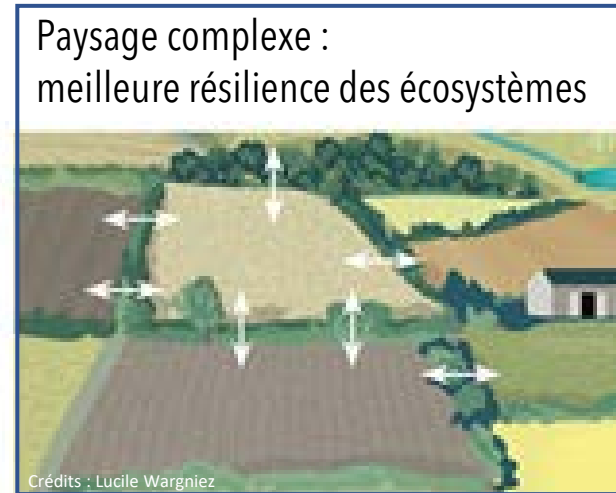 Paysage complexe :
meilleure résilience des écosystèmes
Crédits : Lucile Wargniez